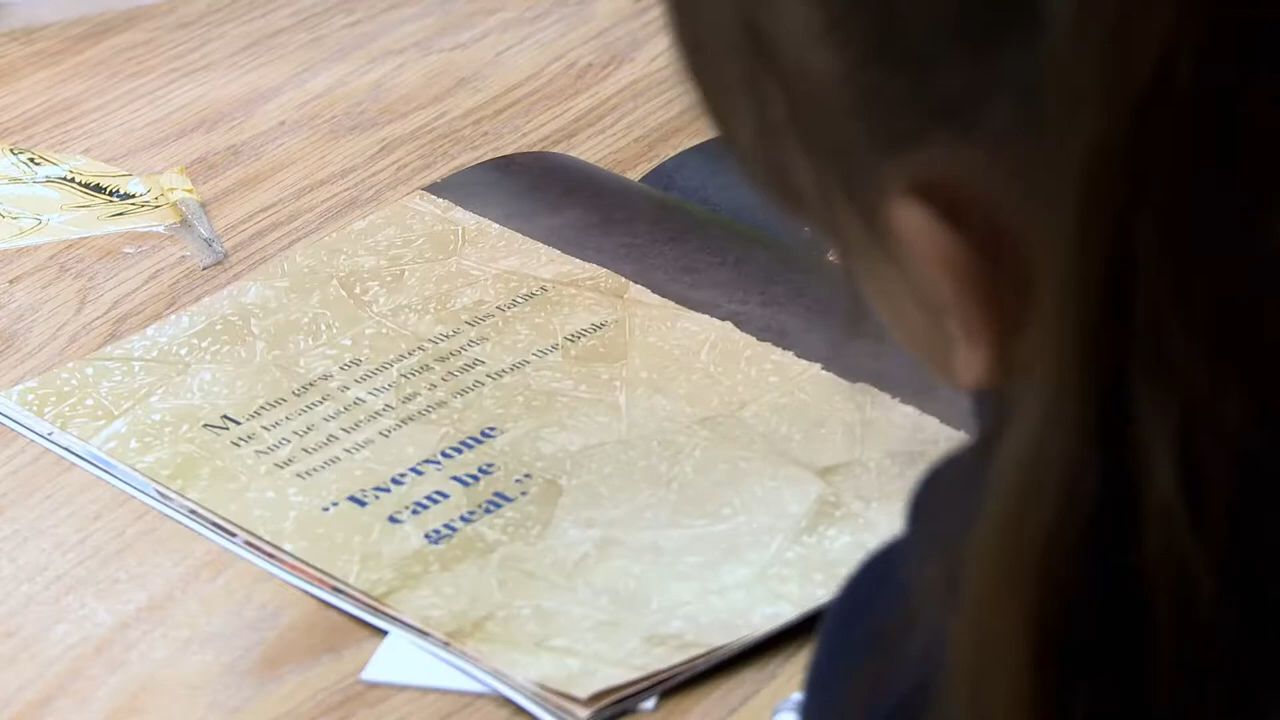 Martin grew up.
He became a minister like his father.
And he used the big words
he had heard as a child
from his parents and from the Bible.
“Everyone
can be
great.”